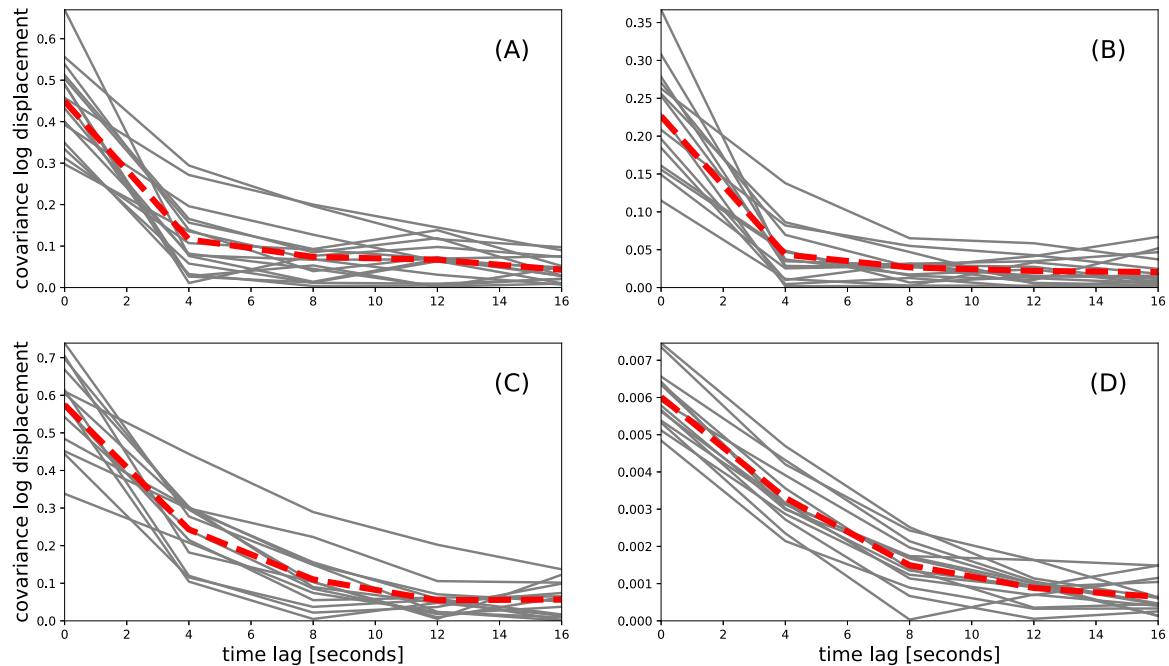 covariance log displacement
0.6
0.5
0.4
0.3
0.2
0.1
0.0
(A)
0 2 4 6 8 10 12 14 16
0.35
0.30
0.25
0.20
0.15
0.10
0.05
0.00
(B)
0 2 4 6 8 10 12 14 16
covariance log displacement
0.7
0.6
0.5
0.4
0.3
0.2
0.1
0.0
(C)
0 2 4 6 8 10 12 14 16
time lag [seconds]
0.007
0.006
0.005
0.004
0.003
0.002
0.001
0.000
(D)
0 2 4 6 8 10 12 14 16
time lag [seconds]